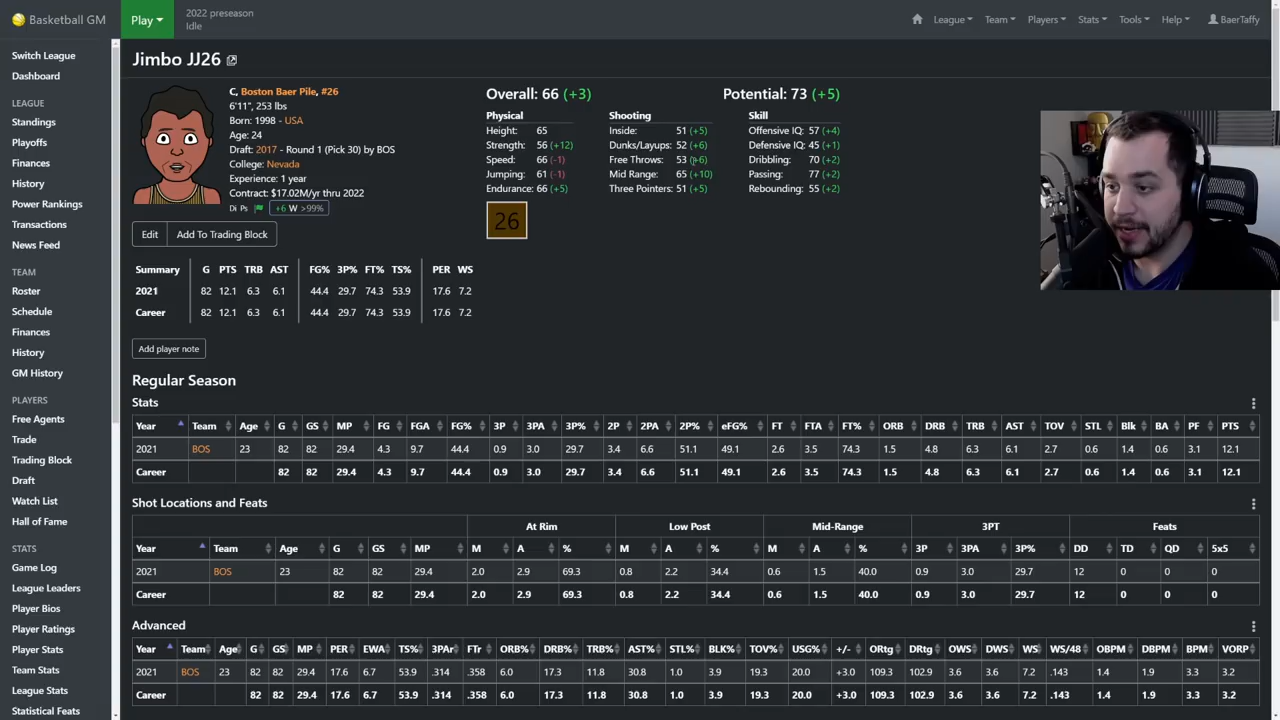 Basketball GM
Play
2022 preseason
Idle
League
Team
Players
Stats
Tools
Help
BaerTaffy
Switch League
Dashboard
LEAGUE
Standings
Playoffs
Finances
History
Power Rankings
Transactions
News Feed
TEAM
Roster
Schedule
Finances
History
GM History
PLAYERS
Free Agents
Trade
Trading Block
Draft
Watch List
Hall of Fame
STATS
Game Log
League Leaders
Player Bios
Player Ratings
Player Stats
Team Stats
League Stats
Statistical Feats
Jimbo JJ26
C, Boston Baer Pile, #26
6'11", 253 lbs
Born: 1998 - USA
Age: 24
Draft: 2017 - Round 1 (Pick 30) by BOS
College: Nevada
Experience: 1 year
Contract: $17.02M/yr thru 2022
Di Ps +6 W >99%
Edit
Add To Trading Block
Overall: 66 (+3)
Potential: 73 (+5)
Physical
Height: 65
Strength: 56 (+12)
Speed: 66 (-1)
Jumping: 61 (-1)
Endurance: 66 (+5)
Shooting
Inside: 51 (+5)
Dunks/Layups: 52 (+6)
Free Throws: 53 (+6)
Mid Range: 65 (+10)
Three Pointers: 51 (+5)
Skill
Offensive IQ: 57 (+4)
Defensive IQ: 45 (+1)
Dribbling: 70 (+2)
Passing: 77 (+2)
Rebounding: 55 (+2)
26
Summary G PTS TRB AST FG% 3P% FT% TS% PER WS
2021 82 12.1 6.3 6.1 44.4 29.7 74.3 53.9 17.6 7.2
Career 82 12.1 6.3 6.1 44.4 29.7 74.3 53.9 17.6 7.2
Add player note
Regular Season
Stats
Year Team Age G GS MP FG FGA FG% 3P 3PA 3P% 2P 2PA 2P% eFG% FT FTA FT% ORB DRB TRB AST TOV STL Blk BA PF PTS
2021 BOS 23 82 82 29.4 4.3 9.7 44.4 0.9 3.0 29.7 3.4 6.6 51.1 49.1 2.6 3.5 74.3 1.5 4.8 6.3 6.1 2.7 0.6 1.4 0.6 3.1 12.1
Career 82 82 29.4 4.3 9.7 44.4 0.9 3.0 29.7 3.4 6.6 51.1 49.1 2.6 3.5 74.3 1.5 4.8 6.3 6.1 2.7 0.6 1.4 0.6 3.1 12.1
Shot Locations and Feats
At Rim Low Post Mid-Range 3PT Feats
Year Team Age G GS MP M A % M A % M A % 3P 3PA 3P% DD TD QD 5x5
2021 BOS 23 82 82 29.4 2.0 2.9 69.3 0.8 2.2 34.4 0.6 1.5 40.0 0.9 3.0 29.7 12 0 0 0
Career 82 82 29.4 2.0 2.9 69.3 0.8 2.2 34.4 0.6 1.5 40.0 0.9 3.0 29.7 12 0 0 0
Advanced
Year Team Age G GS MP PER EWA TS% 3PAr FTr ORB% DRB% TRB% AST% STL% BLK% TOV% USG% +/- ORtg DRtg OWS DWS WS WS/48 OBPM DBPM BPM VORP
2021 BOS 23 82 82 29.4 17.6 6.7 53.9 .314 .358 6.0 17.3 11.8 30.8 1.0 3.9 19.3 20.0 +3.0 109.3 102.9 3.6 3.6 7.2 .143 1.4 1.9 3.3 3.2
Career 82 82 29.4 17.6 6.7 53.9 .314 .358 6.0 17.3 11.8 30.8 1.0 3.9 19.3 20.0 +3.0 109.3 102.9 3.6 3.6 7.2 .143 1.4 1.9 3.3 3.2